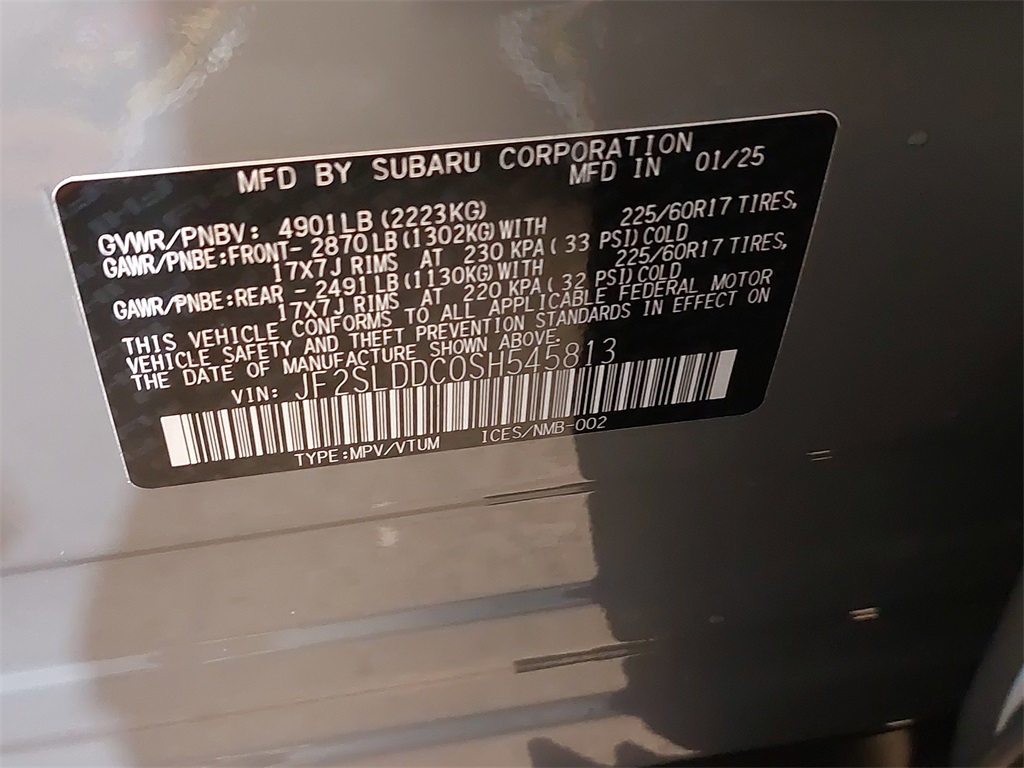 MFD BY SUBARU CORPORATION
MFD IN 01/25
GVWR/PNBV: 4901LB (2223KG)
GAWR/PNBE:FRONT- 2870LB(1302KG)WITH 225/60R17 TIRES,
17X7J RIMS AT 230 KPA( 33 PSI)COLD
GAWR/PNBE:REAR - 2491LB(1130KG)WITH 225/60R17 TIRES,
17X7J RIMS AT 220 KPA( 32 PSI)COLD
THIS VEHICLE CONFORMS TO ALL APPLICABLE FEDERAL MOTOR
VEHICLE SAFETY AND THEFT PREVENTION STANDARDS IN EFFECT ON
THE DATE OF MANUFACTURE SHOWN ABOVE.
VIN: JF2SLDDC0SH545813
TYPE:MPV/VTUM ICES/NMB-002